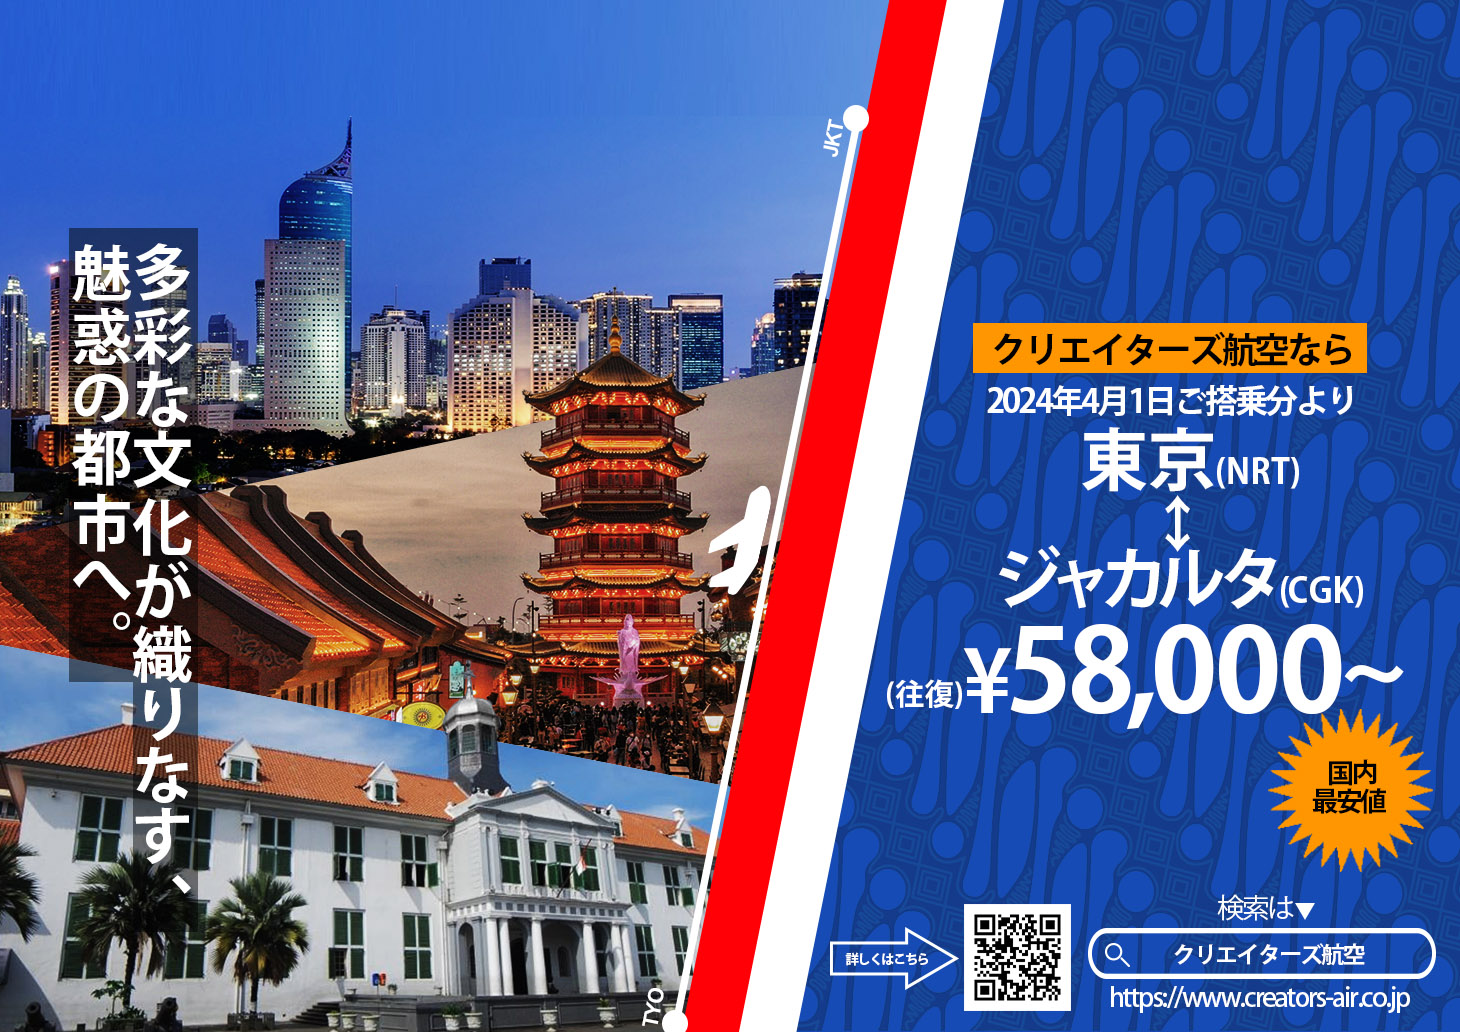 多彩な文化が織りなす、
魅惑の都市へ。
JKT
TYO
クリエイターズ航空なら
2024年4月1日ご搭乗分より
東京(NRT)
↕
ジャカルタ(CGK)
(往復)¥58,000~
国内
最安値
検索は▼
詳しくはこちら
クリエイターズ航空
https://www.creators-air.co.jp